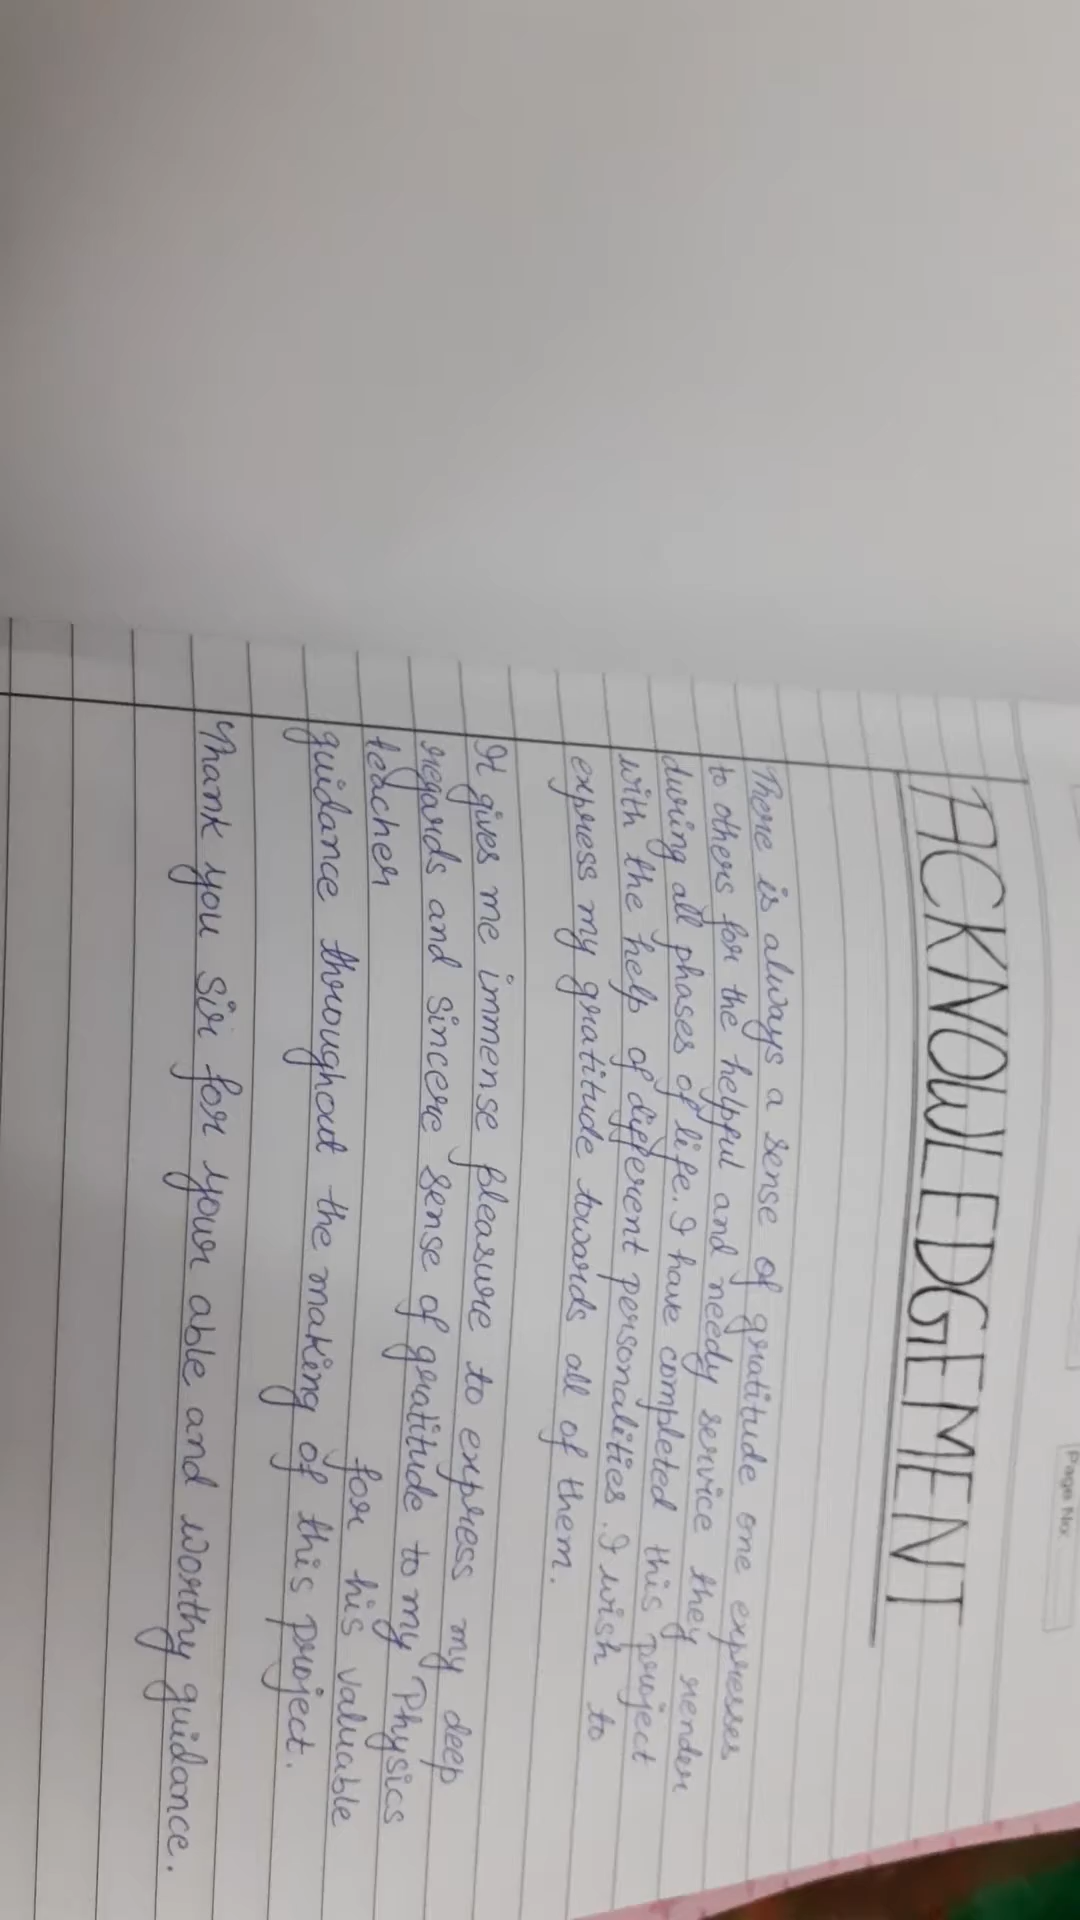 Page No:
ACKNOWLEDGEMENT
There is always a sense of gratitude one expresses
to others for the helpful and needy service they render
during all phases of life. I have completed this project
with the help of different personalities. I wish to
express my gratitude towards all of them.
It gives me immense pleasure to express my deep
regards and sincere sense of gratitude to my Physics
teacher for his valuable
guidance throughout the making of this project.
Thank you sir for your able and worthy guidance.